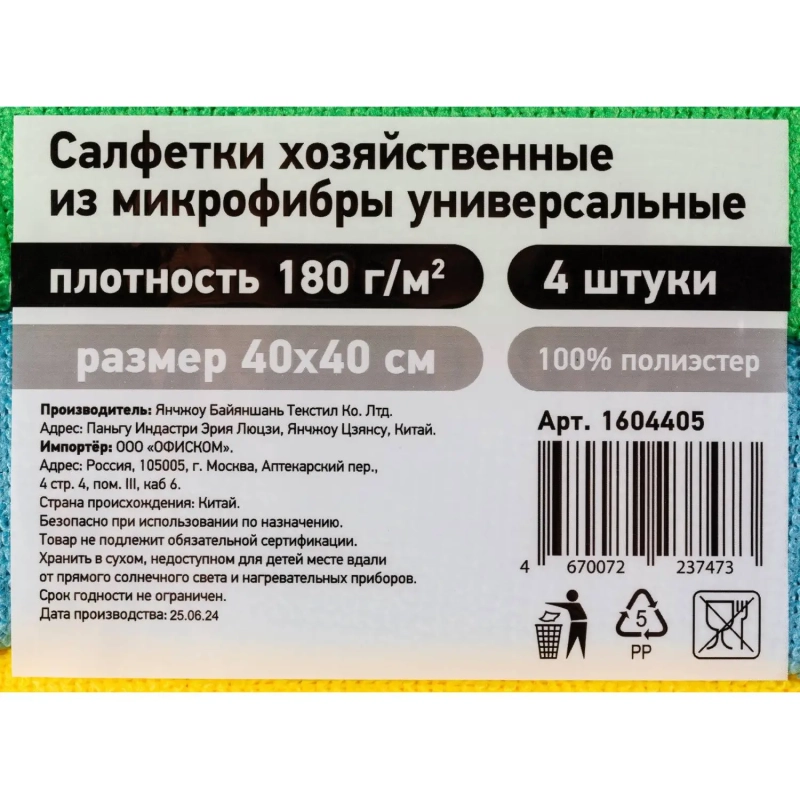 Салфетки хозяйственные
из микрофибры универсальные
плотность 180 г/м²
4 штуки
размер 40х40 см
100% полиэстер
Производитель: Янчжоу Байяншань Текстил Ко. Лтд.
Адрес: Паньгу Индастри Эрия Люцзи, Янчжоу Цзянсу, Китай.
Импортёр: ООО «ОФИСКОМ».
Адрес: Россия, 105005, г. Москва, Аптекарский пер.,
4 стр. 4, пом. III, каб 6.
Страна происхождения: Китай.
Безопасно при использовании по назначению.
Товар не подлежит обязательной сертификации.
Хранить в сухом, недоступном для детей месте вдали
от прямого солнечного света и нагревательных приборов.
Срок годности не ограничен.
Дата производства: 25.06.24
Арт. 1604405
4 670072 237473
5
PP